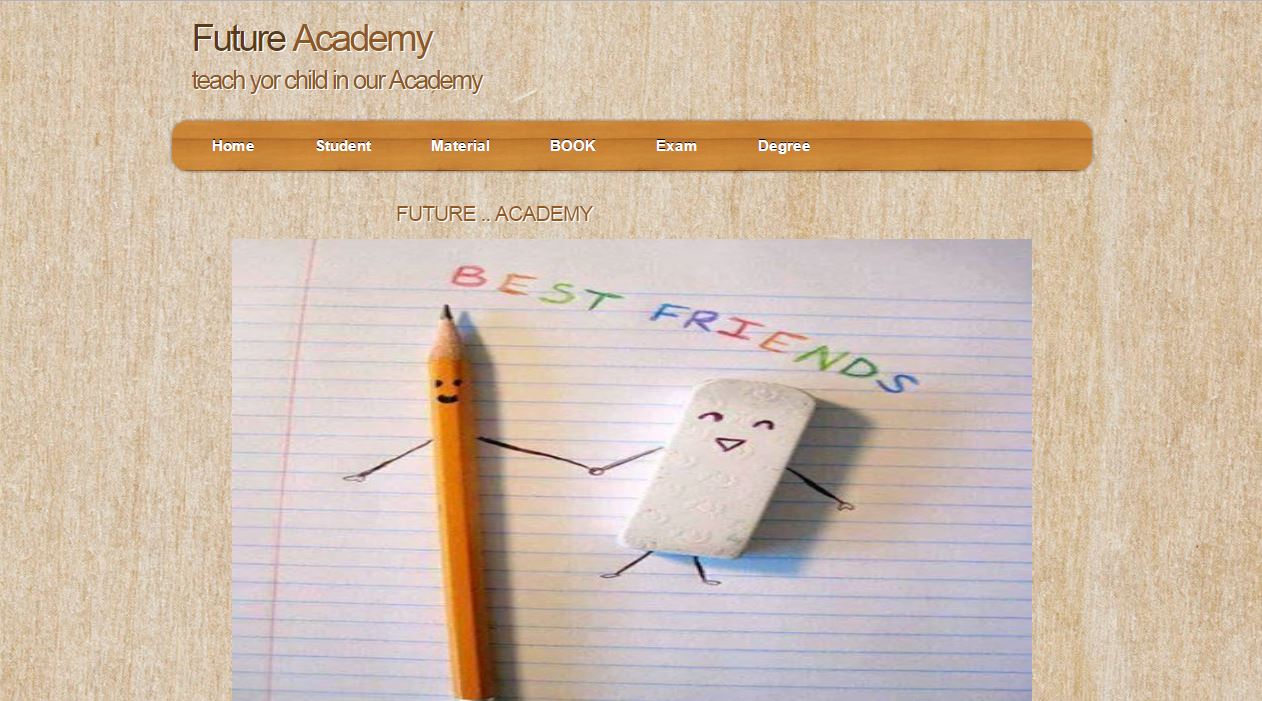 Future Academy
teach yor child in our Academy
Home Student Material BOOK Exam Degree
FUTURE .. ACADEMY
BEST FRIENDS